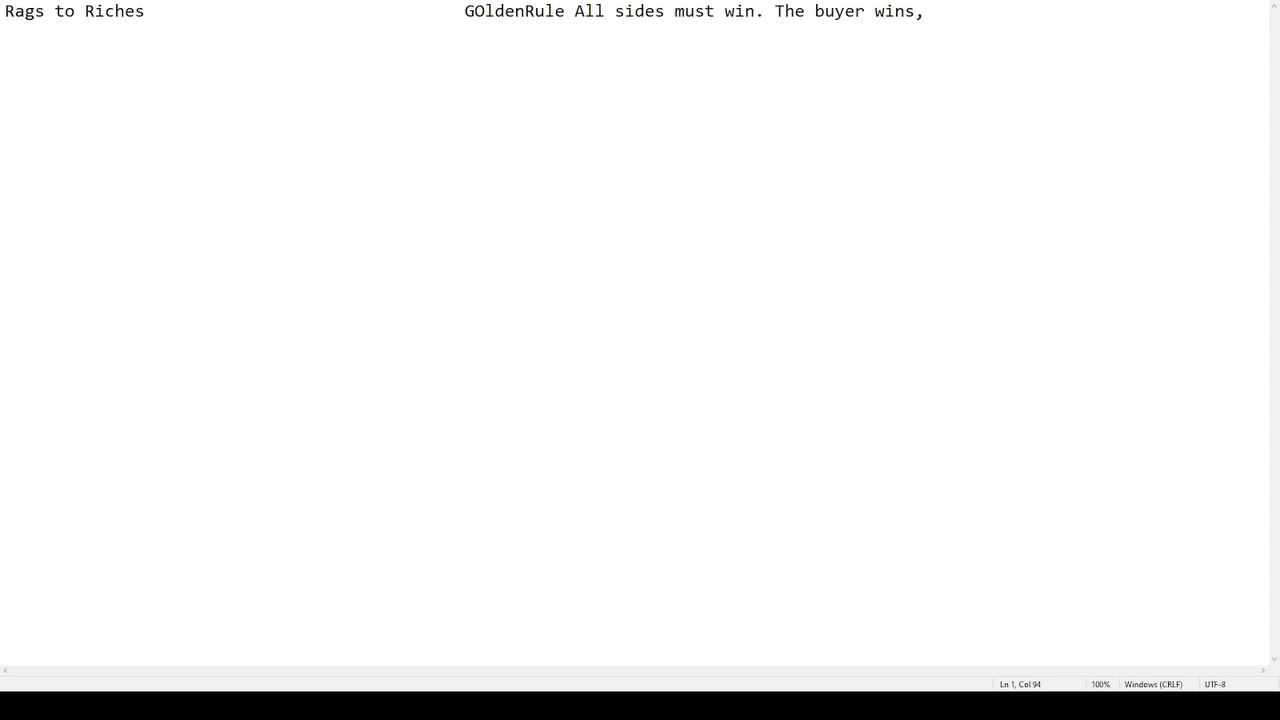 Rags to Riches GOldenRule All sides must win. The buyer wins,
Ln 1, Col 94 100% Windows (CRLF) UTF-8